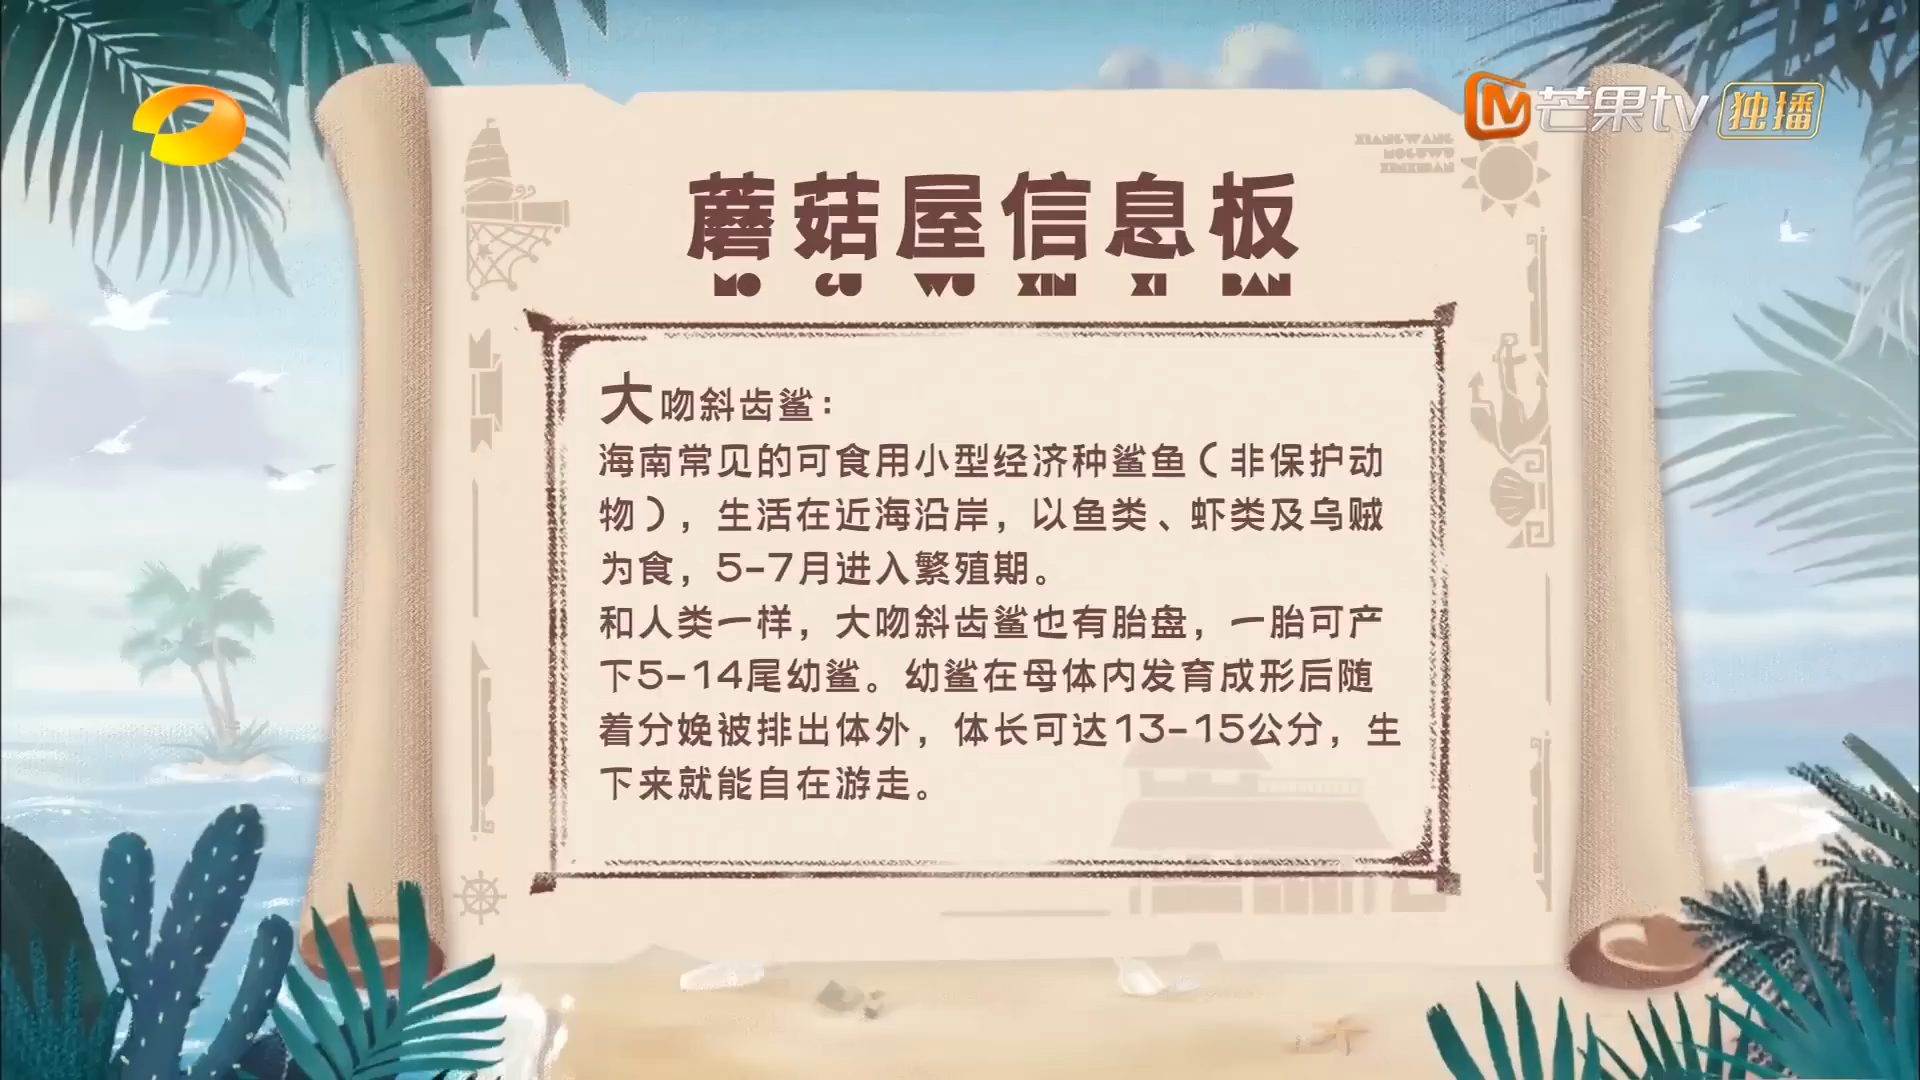 芒果tv 独播
XIANGWANG
MOGUWU
XINXIBAN
蘑菇屋信息板
MO GU WU XIN XI BAN
大吻斜齿鲨：
海南常见的可食用小型经济种鲨鱼（非保护动
物），生活在近海沿岸，以鱼类、虾类及乌贼
为食，5-7月进入繁殖期。
和人类一样，大吻斜齿鲨也有胎盘，一胎可产
下5-14尾幼鲨。幼鲨在母体内发育成形后随
着分娩被排出体外，体长可达13-15公分，生
下来就能自在游走。